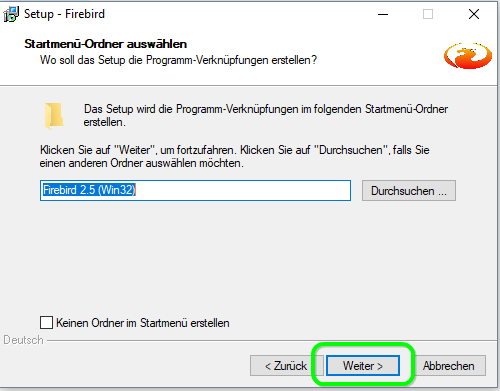 Setup - Firebird
Startmenü-Ordner auswählen
Wo soll das Setup die Programm-Verknüpfungen erstellen?
Das Setup wird die Programm-Verknüpfungen im folgenden Startmenü-Ordner
erstellen.
Klicken Sie auf "Weiter", um fortzufahren. Klicken Sie auf "Durchsuchen", falls Sie
einen anderen Ordner auswählen möchten.
Firebird 2.5 (Win32)
Durchsuchen ...
Keinen Ordner im Startmenü erstellen
Deutsch
< Zurück
Weiter >
Abbrechen